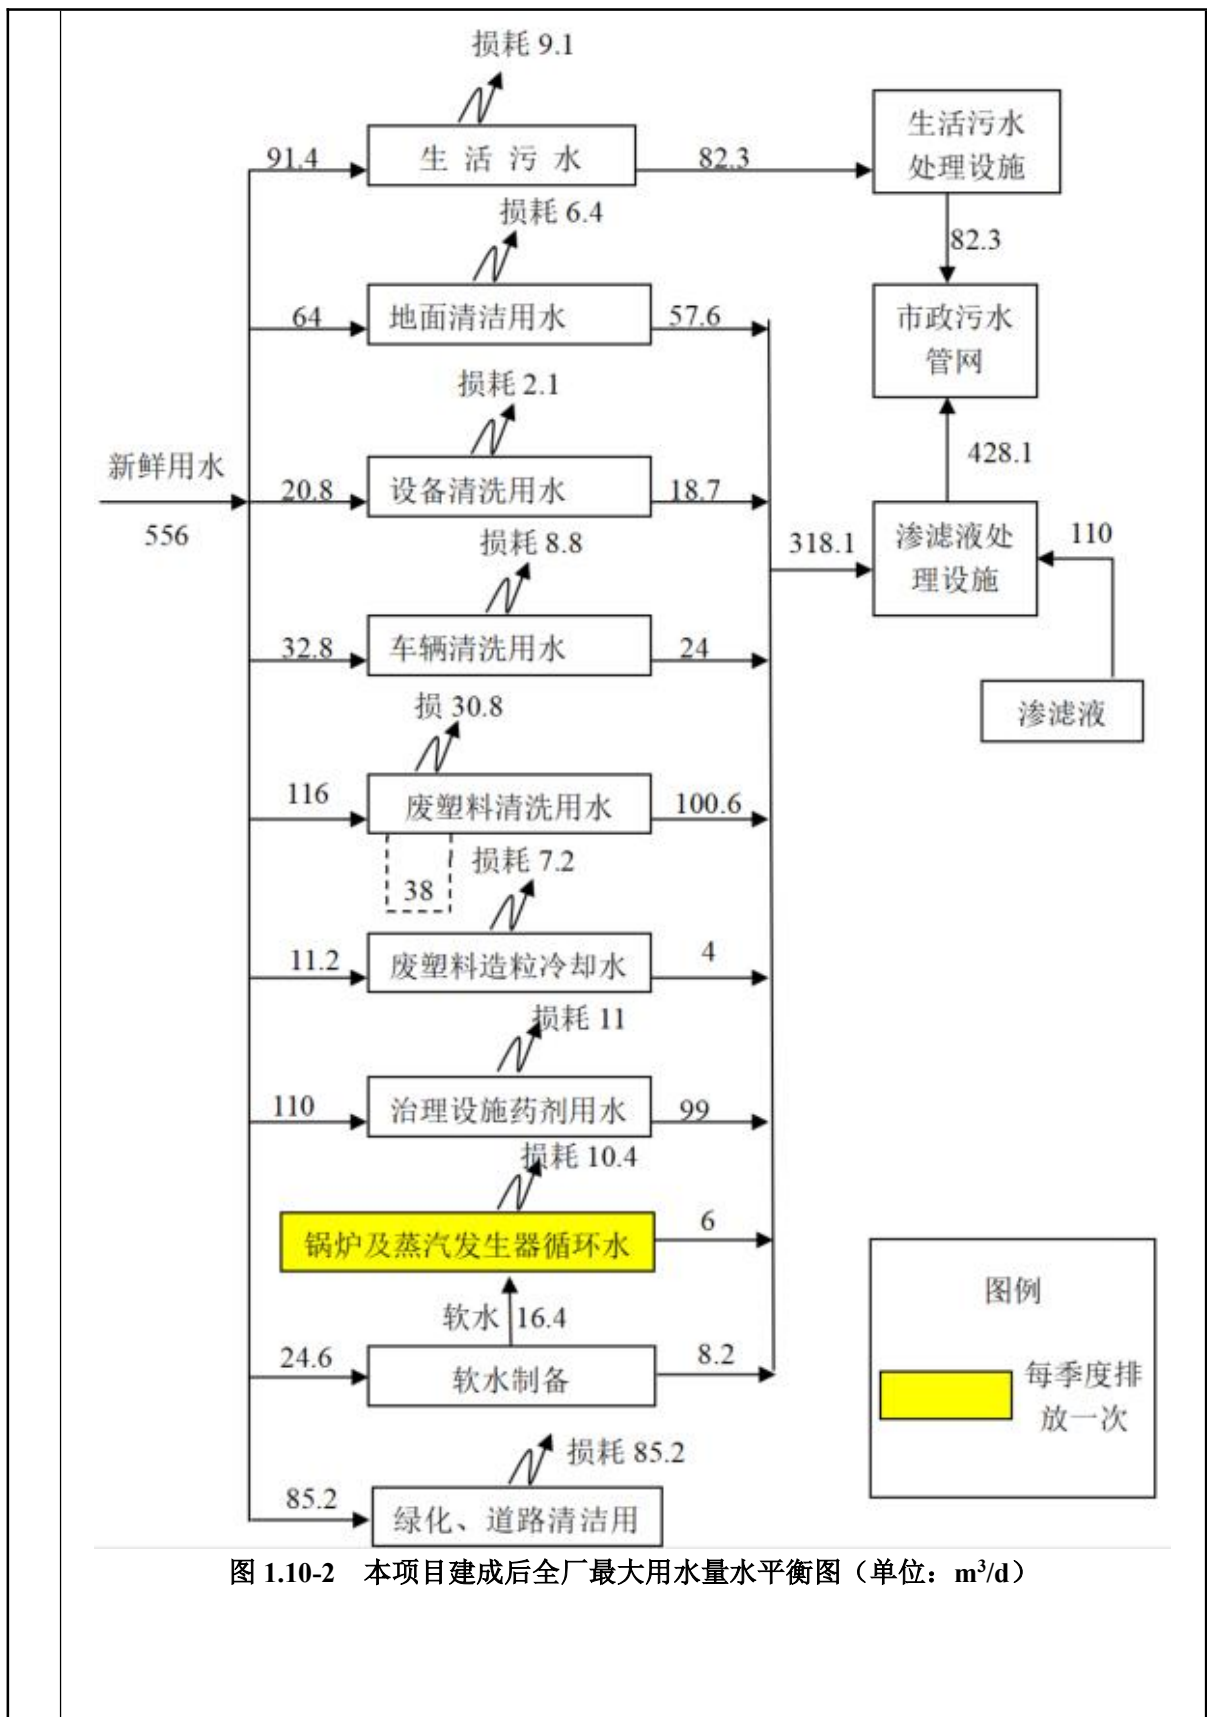 损耗 9.1
生活污水
处理设施
91.4
生 活 污 水
82.3
损耗 6.4
82.3
64
地面清洁用水
57.6
市政污水
管网
损耗 2.1
428.1
新鲜用水
556
20.8
设备清洗用水
18.7
损耗 8.8
318.1
渗滤液处
理设施
110
32.8
车辆清洗用水
24
渗滤液
损 30.8
116
废塑料清洗用水
100.6
38
损耗 7.2
11.2
废塑料造粒冷却水
4
损耗 11
110
治理设施药剂用水
99
损耗 10.4
锅炉及蒸汽发生器循环水
6
软水 16.4
24.6
软水制备
8.2
图例
每季度排
放一次
损耗 85.2
85.2
绿化、道路清洁用
图 1.10-2 本项目建成后全厂最大用水量水平衡图（单位：m³/d）